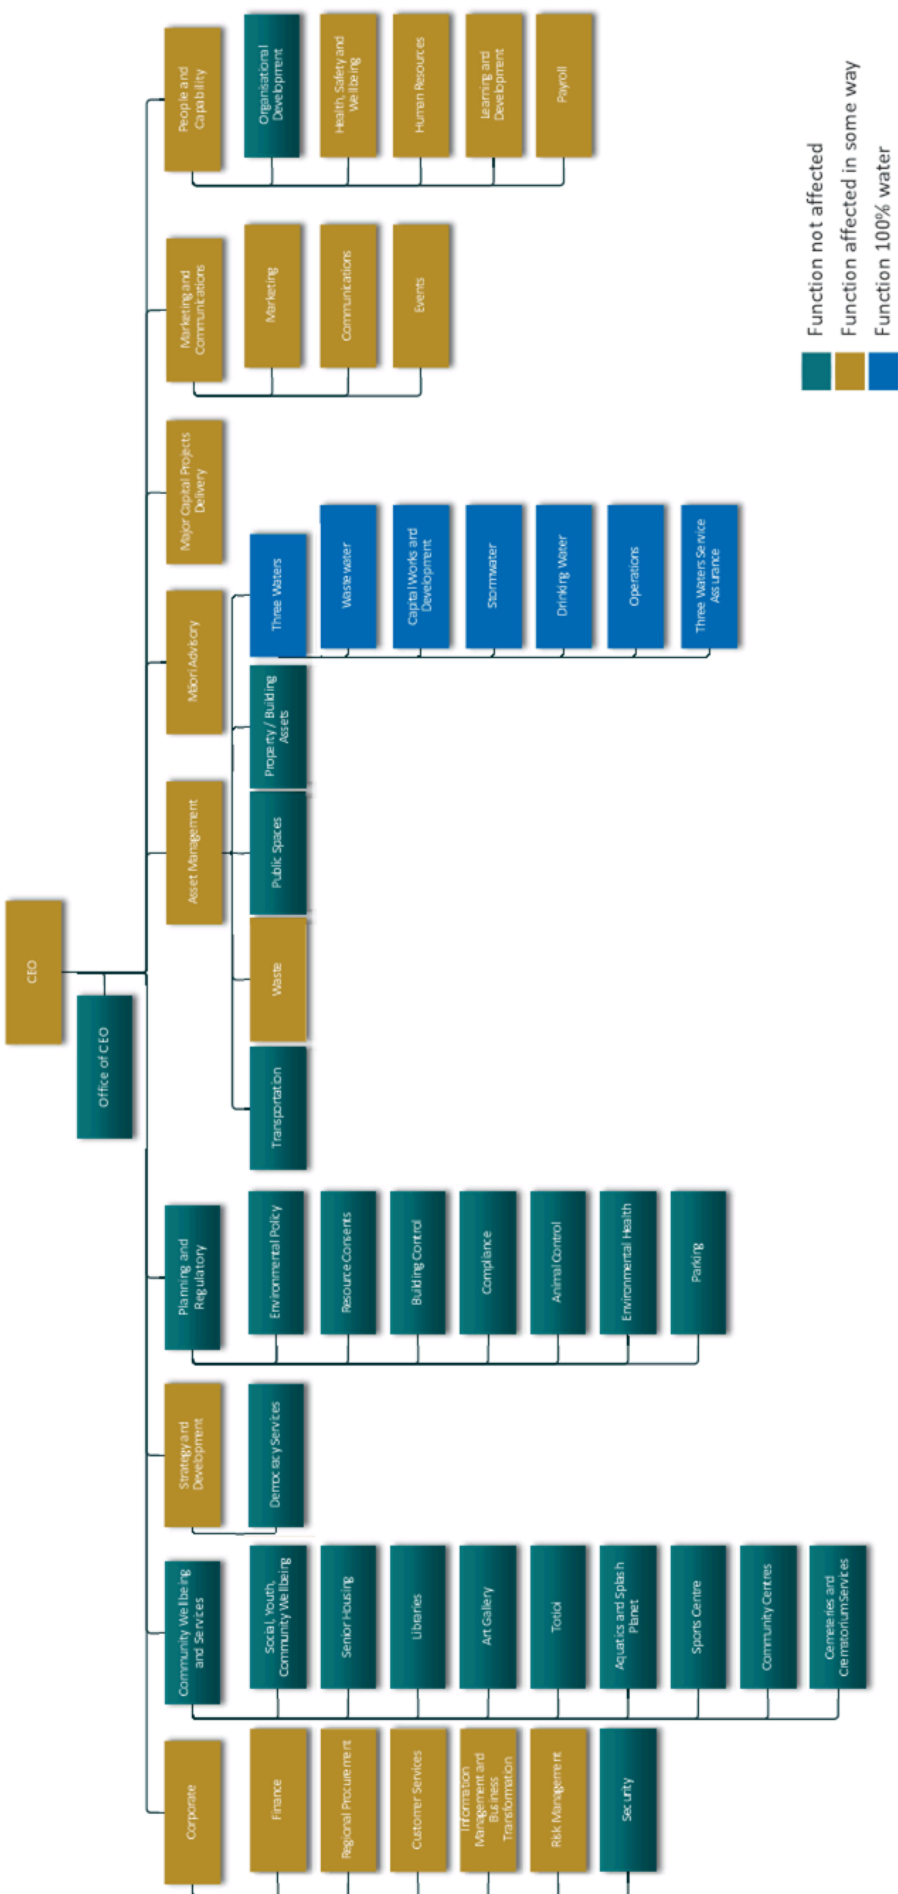 CEO
Office of CEO
Corporate
Finance
Regional Procurement
Customer Services
Information
Management and
Business
Transformation
Risk Management
Security
Community Wellbeing
and Services
Social, Youth,
Community Wellbeing
Senior Housing
Libraries
Art Gallery
Toitoi
Aquatics and Splash
Planet
Sports Centre
Community Centres
Cemeteries and
Crematorium Services
Strategy and
Development
Democracy Services
Planning and
Regulatory
Environmental Policy
Resource Consents
Building Control
Compliance
Animal Control
Environmental Health
Parking
Asset Management
Transportation
Waste
Public Spaces
Property / Building
Assets
Three Waters
Wastewater
Capital Works and
Development
Stormwater
Drinking Water
Operations
Three Waters Service
Assurance
Māori Advisory
Major Capital Projects
Delivery
Marketing and
Communications
Marketing
Communications
Events
People and
Capability
Organisational
Development
Health, Safety and
Wellbeing
Human Resources
Learning and
Development
Payroll
Function not affected
Function affected in some way
Function 100% water